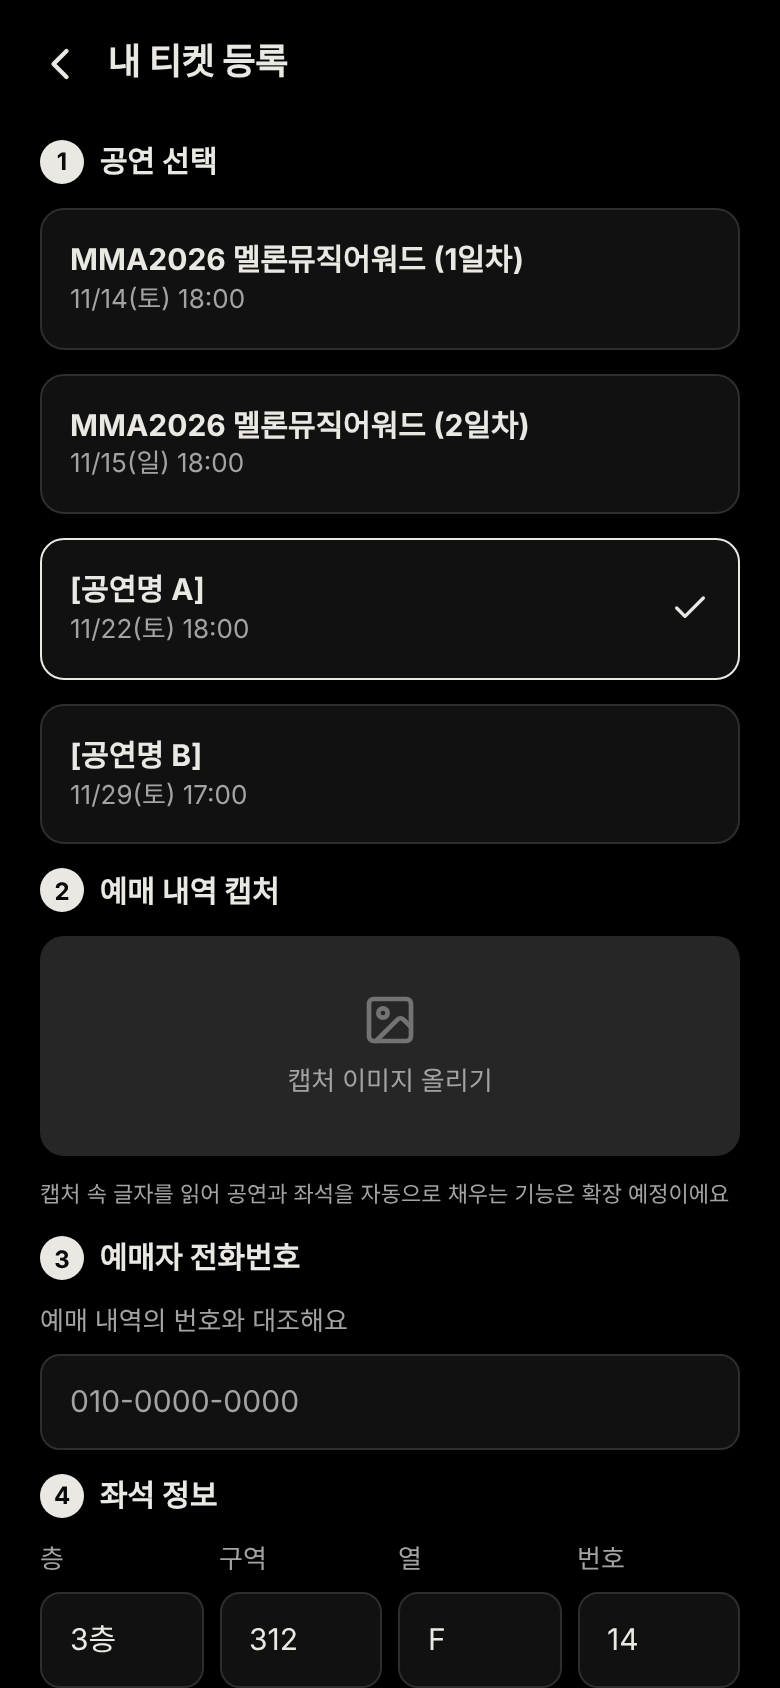 내 티켓 등록
1 공연 선택
MMA2026 멜론뮤직어워드 (1일차)
11/14(토) 18:00
MMA2026 멜론뮤직어워드 (2일차)
11/15(일) 18:00
[공연명 A]
11/22(토) 18:00
[공연명 B]
11/29(토) 17:00
2 예매 내역 캡처
캡처 이미지 올리기
캡처 속 글자를 읽어 공연과 좌석을 자동으로 채우는 기능은 확장 예정이에요
3 예매자 전화번호
예매 내역의 번호와 대조해요
010-0000-0000
4 좌석 정보
층 구역 열 번호
3층 312 F 14